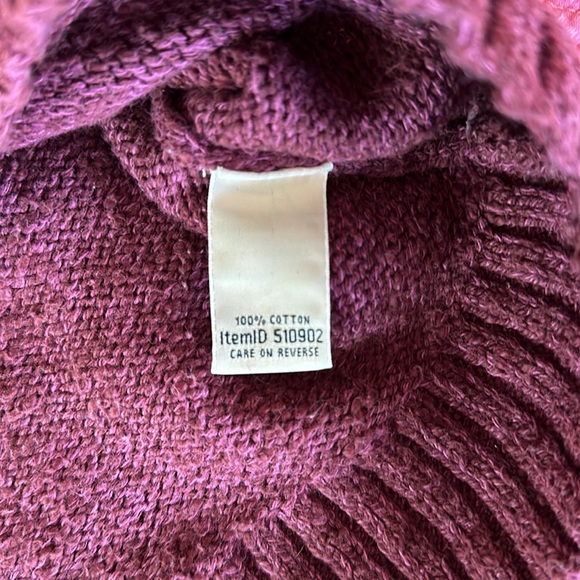 100% COTTON
ItemID 510902
CARE ON REVERSE